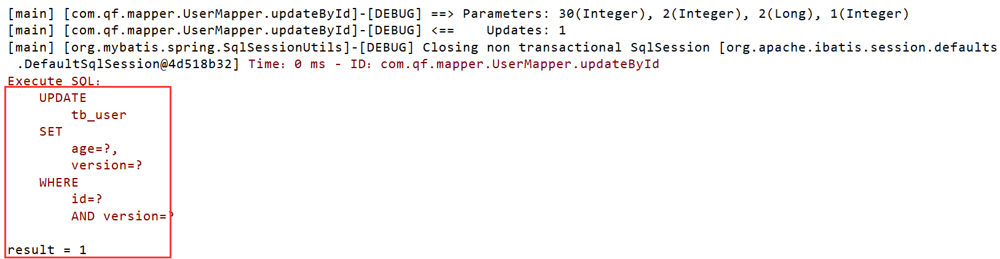 [main] [com.qf.mapper.UserMapper.updateById]-[DEBUG] ==> Parameters: 30(Integer), 2(Integer), 2(Long), 1(Integer)
[main] [com.qf.mapper.UserMapper.updateById]-[DEBUG] <==    Updates: 1
[main] [org.mybatis.spring.SqlSessionUtils]-[DEBUG] Closing non transactional SqlSession [org.apache.ibatis.session.defaults
.DefaultSqlSession@4d518b32] Time：0 ms - ID：com.qf.mapper.UserMapper.updateById
Execute SQL：
    UPDATE
        tb_user
    SET
        age=?,
        version=?
    WHERE
        id=?
        AND version=?
result = 1